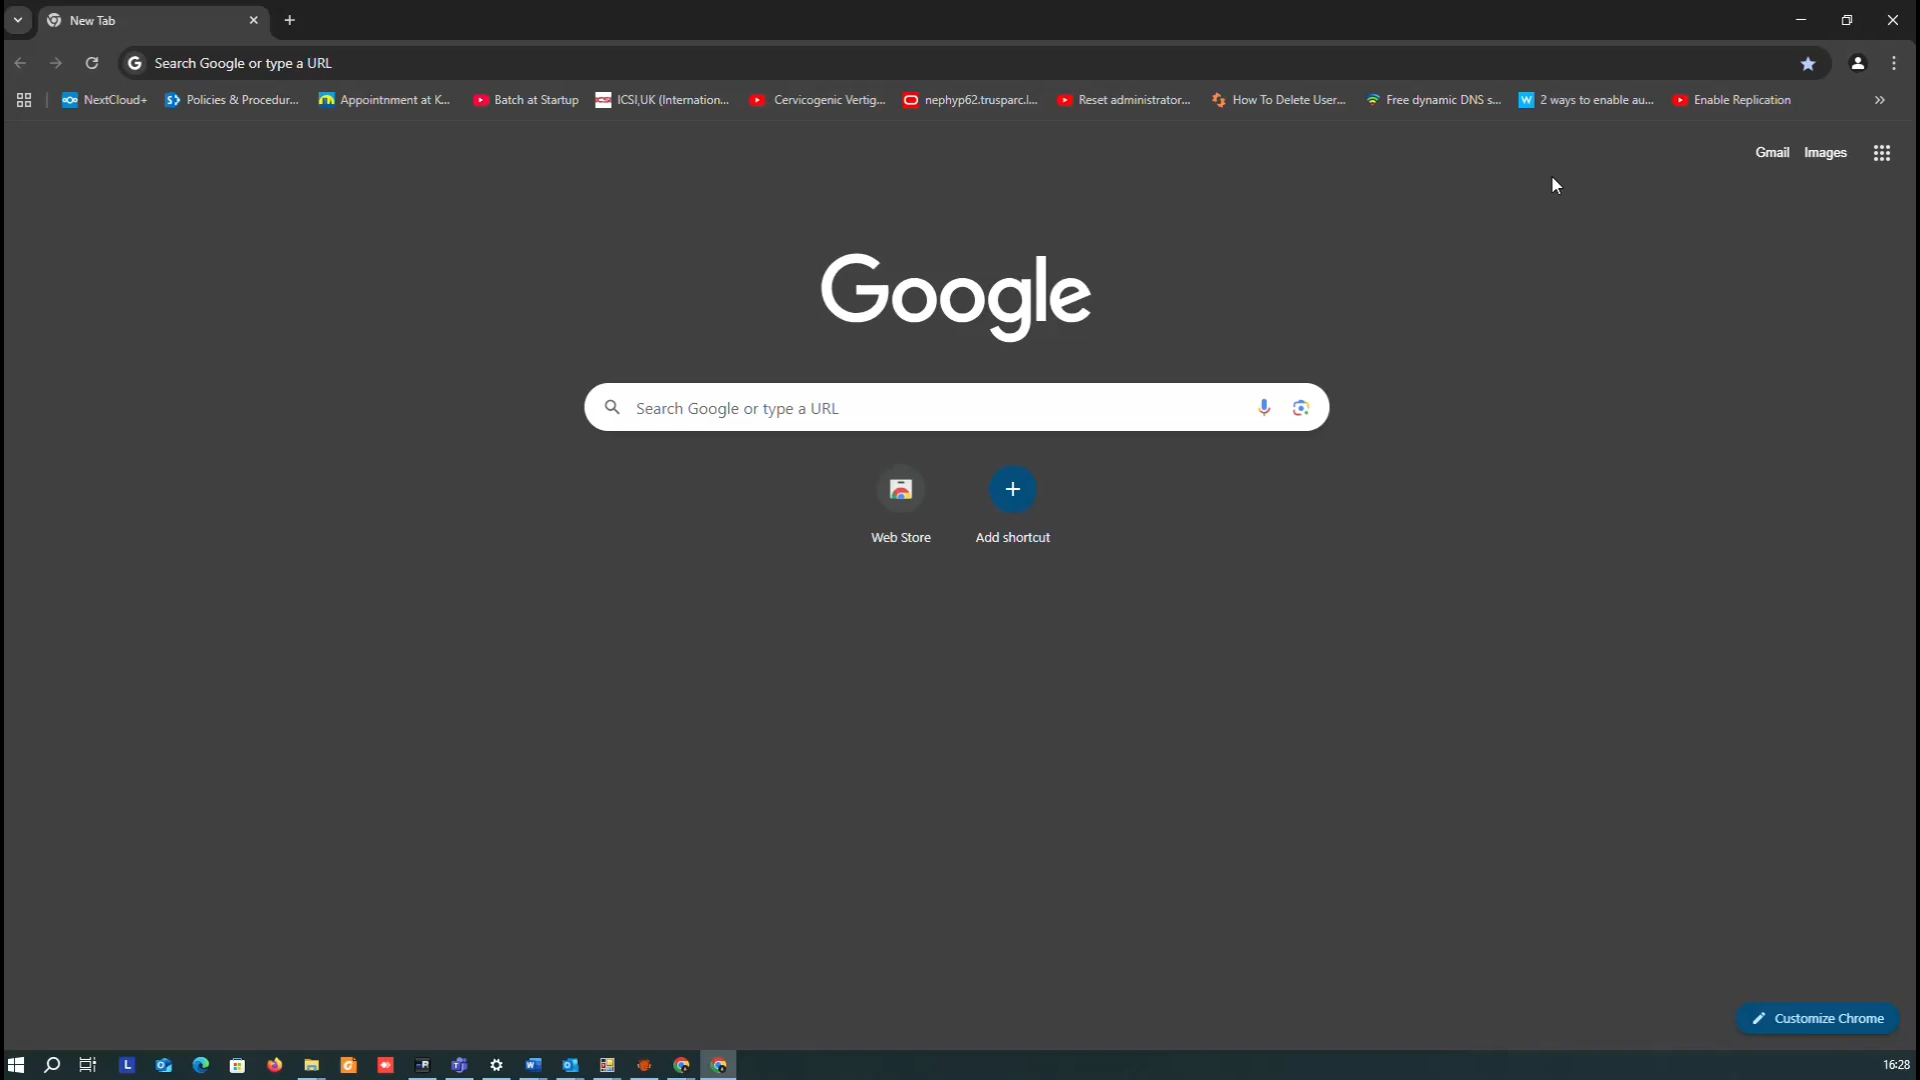 New Tab
Search Google or type a URL
NextCloud+
Policies & Procedur...
Appointnment at K...
Batch at Startup
ICSI,UK (Internation...
Cervicogenic Vertig...
nephyp62.trusparc.l...
Reset administrator...
How To Delete User...
Free dynamic DNS s...
2 ways to enable au...
Enable Replication
Gmail Images
Google
Search Google or type a URL
Web Store
Add shortcut
Customize Chrome
16:28